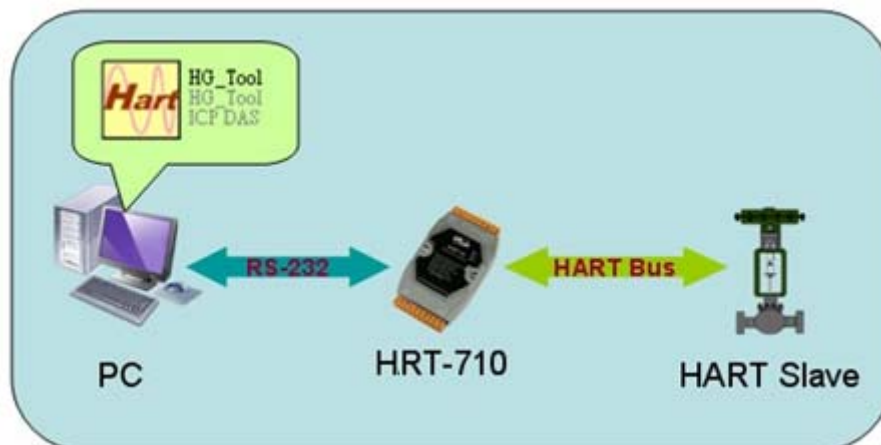 Hart
HG_Tool
HG_Tool
ICP DAS
RS-232
HART Bus
PC
HRT-710
HART Slave